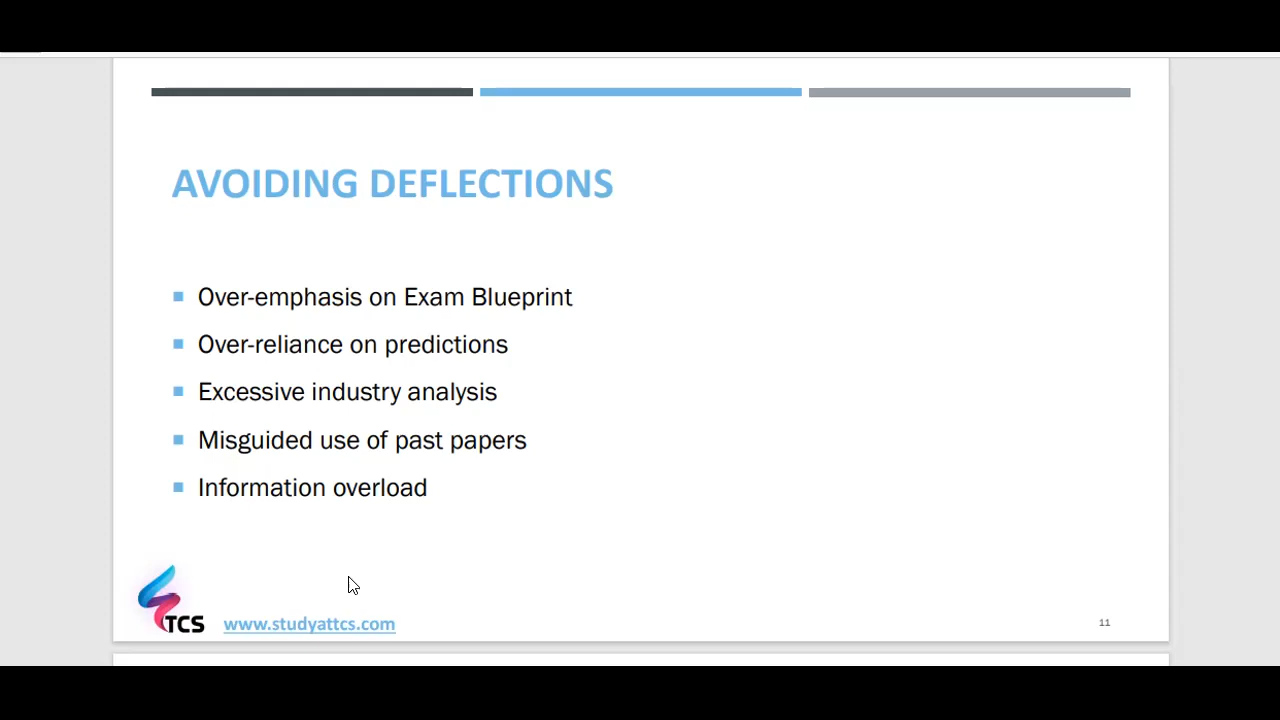 AVOIDING DEFLECTIONS
Over-emphasis on Exam Blueprint
Over-reliance on predictions
Excessive industry analysis
Misguided use of past papers
Information overload
TCS
www.studyattcs.com
11